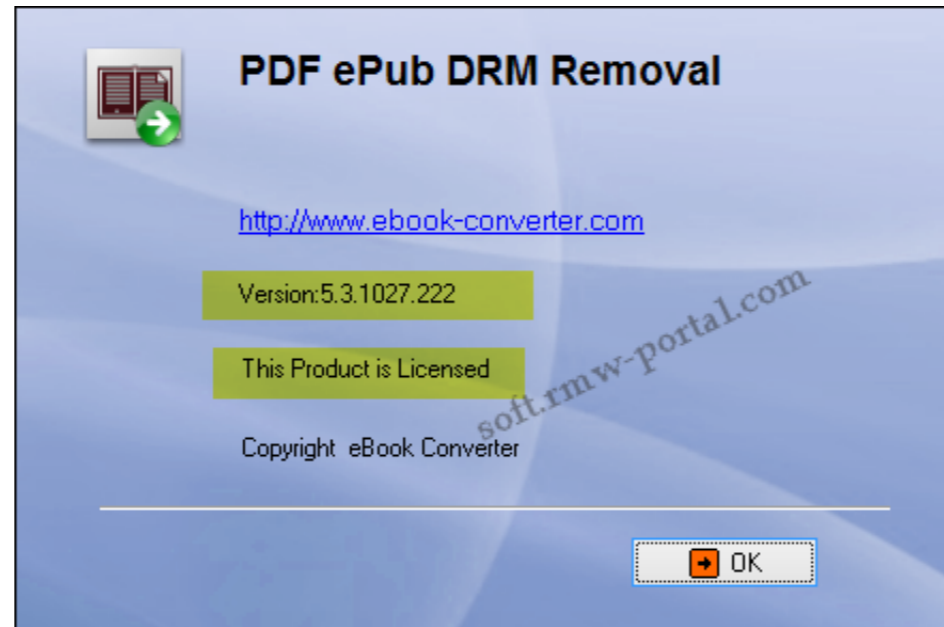 PDF ePub DRM Removal
http://www.ebook-converter.com
Version:5.3.1027.222
This Product is Licensed
soft.rmw-portal.com
Copyright eBook Converter
OK